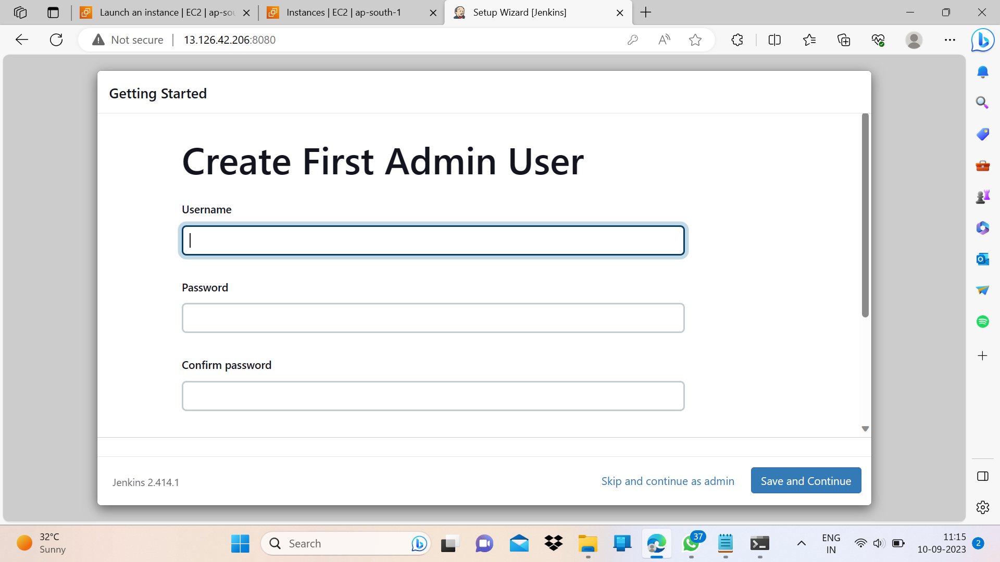 Launch an instance | EC2 | ap-sou
Instances | EC2 | ap-south-1
Setup Wizard [Jenkins]
Not secure
13.126.42.206:8080
Getting Started
Create First Admin User
Username
Password
Confirm password
Jenkins 2.414.1
Skip and continue as admin
Save and Continue
32°C
Sunny
Search
37
ENG
IN
11:15
10-09-2023
2